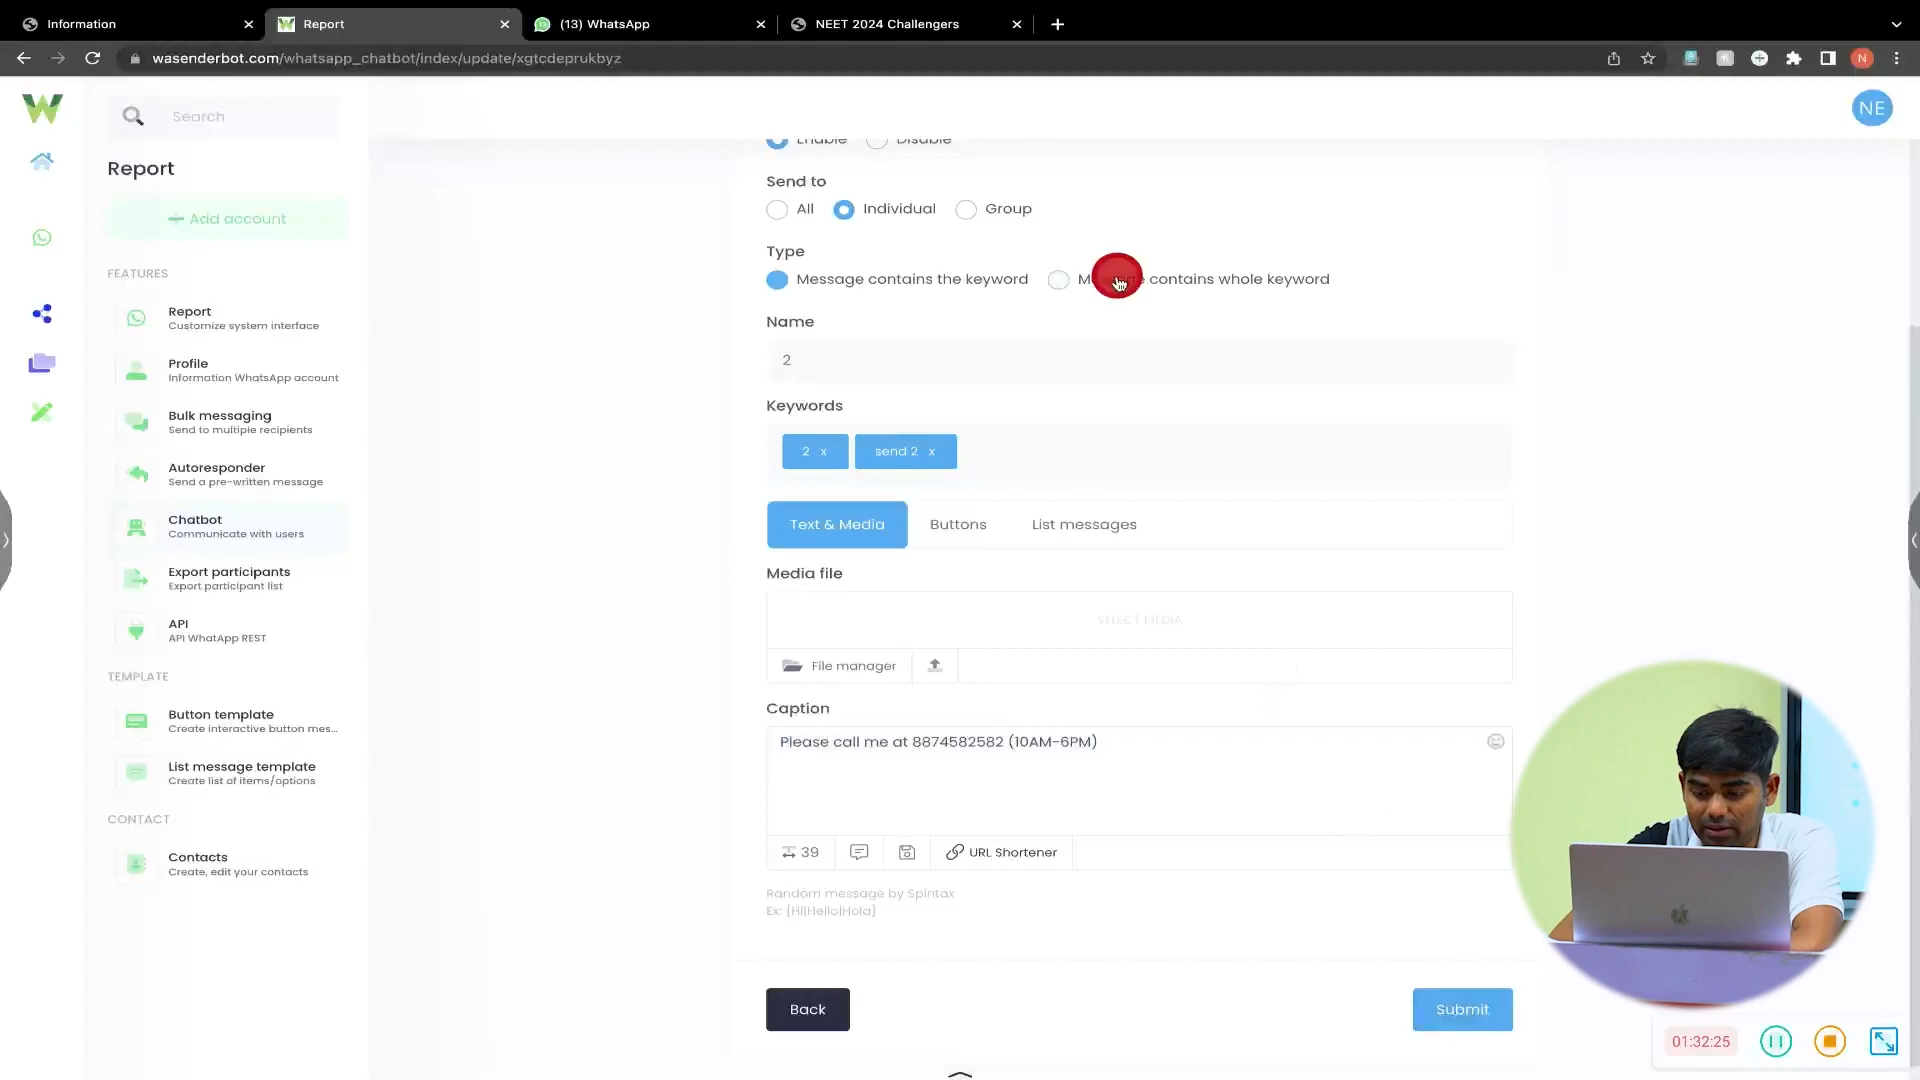 Information
Report
(13) WhatsApp
NEET 2024 Challengers
wasenderbot.com/whatsapp_chatbot/index/update/xgtcdeprukbyz
N
Search
NE
Report
Add account
FEATURES
Report
Customize system interface
Profile
Information WhatsApp account
Bulk messaging
Send to multiple recipients
Autoresponder
Send a pre-written message
Chatbot
Communicate with users
Export participants
Export participant list
API
API WhatApp REST
TEMPLATE
Button template
Create interactive button mes...
List message template
Create list of items/options
CONTACT
Contacts
Create, edit your contacts
Enable Disable
Send to
All Individual Group
Type
Message contains the keyword
contains whole keyword
Name
2
Keywords
2 x send 2 x
Text & Media Buttons List messages
Media file
SELECT MEDIA
File manager
Caption
Please call me at 8874582582 (10AM-6PM)
39 URL Shortener
Random message by Spintax
Ex: [Hi|Hello|Hola]
Back
Submit
01:32:25